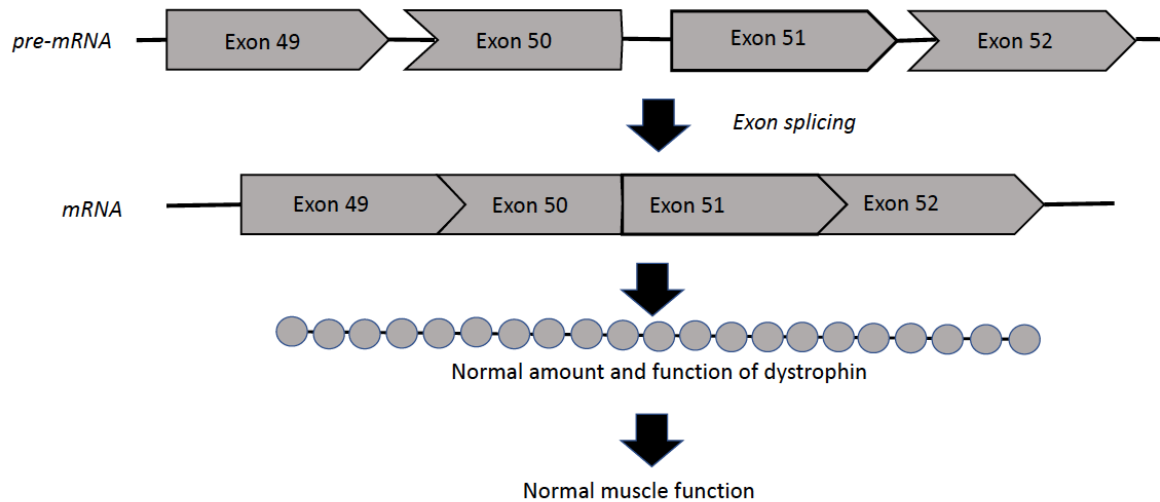 pre-mRNA
Exon 49
Exon 50
Exon 51
Exon 52
Exon splicing
mRNA
Exon 49
Exon 50
Exon 51
Exon 52
Normal amount and function of dystrophin
Normal muscle function